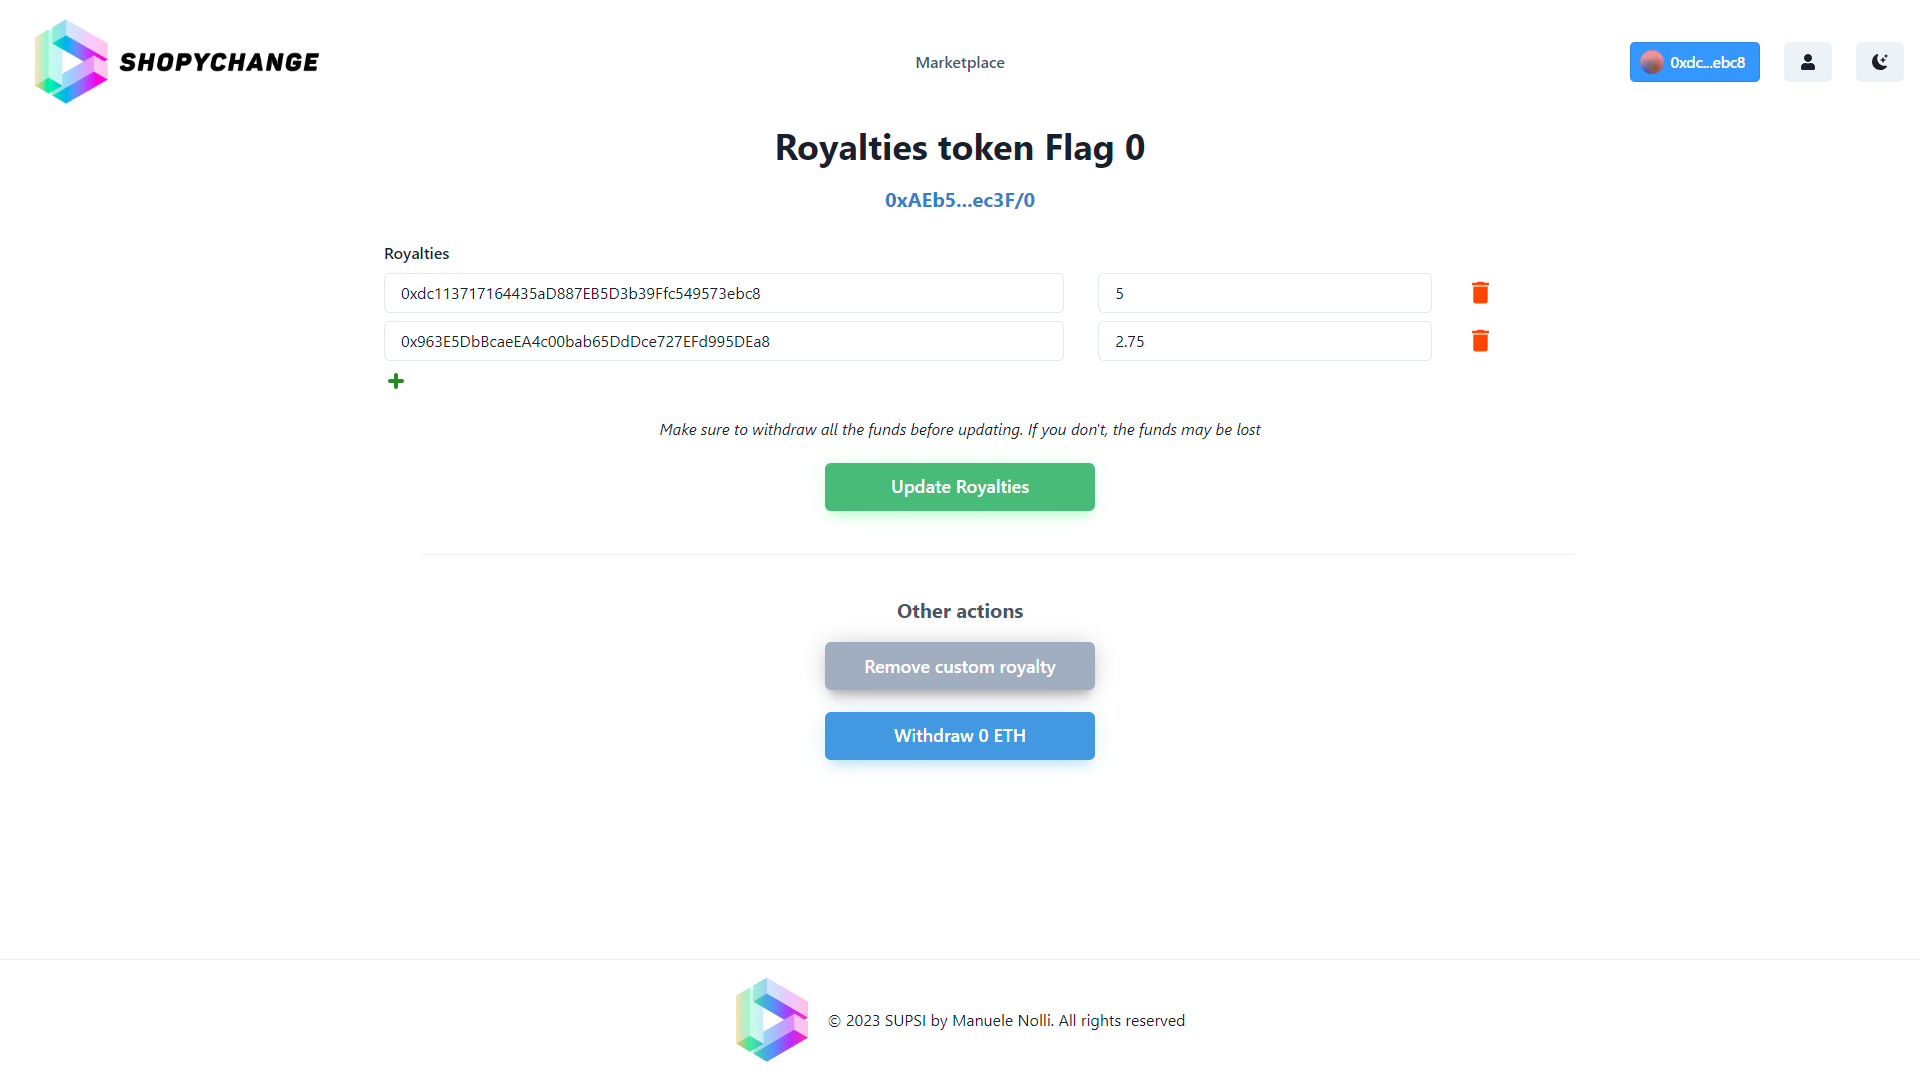 SHOPYCHANGE
Marketplace
0xdc...ebc8
Royalties token Flag 0
0xAEb5...ec3F/0
Royalties
0xdc113717164435aD887EB5D3b39Ffc549573ebc8
5
0x963E5DbBcaeEA4c00bab65DdDce727EFd995DEa8
2.75
Make sure to withdraw all the funds before updating. If you don't, the funds may be lost
Update Royalties
Other actions
Remove custom royalty
Withdraw 0 ETH
© 2023 SUPSI by Manuele Nolli. All rights reserved